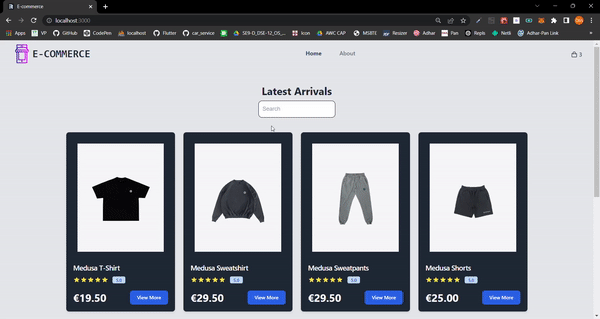 E-commerce
localhost:3000
Apps YT VP GitHub CodePen localhost Flutter car_service SE9-D_DSE-12_OS_... Icon AWC CAP MSBTE Resizer Adhar Pan Replo Netli Adhar-Pan Link
E-COMMERCE Home About 3
Latest Arrivals
Search
Medusa T-Shirt Medusa Sweatshirt Medusa Sweatpants Medusa Shorts
5.0 5.0 5.0 5.0
€19.50 View More €29.50 View More €29.50 View More €25.00 View More